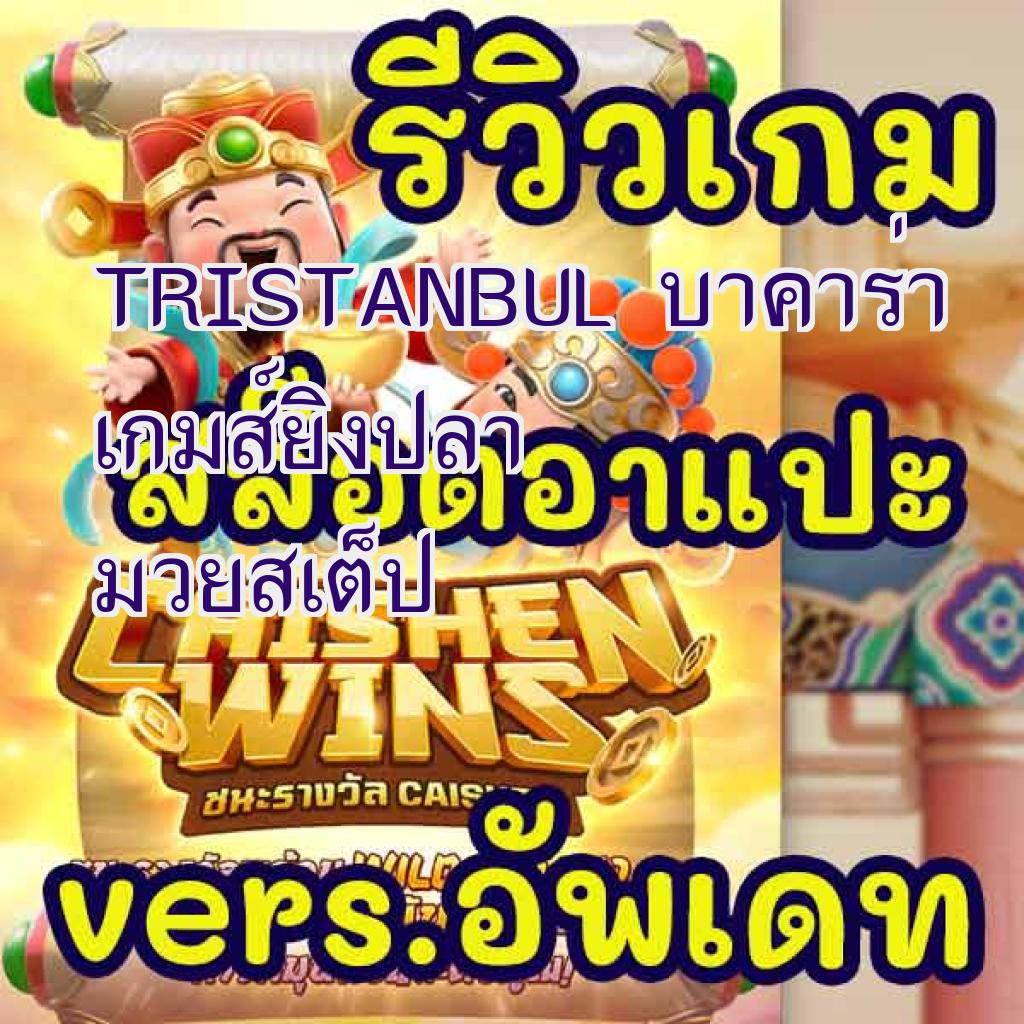 รีวิวเกม
TRISTANBUL บาคาร่า
เกมส์ยิงปลา
สล็อตอาแปะ
มวยสเต็ป
CAISHEN
WINS
ชนะรางวัล
vers.อัพเดท